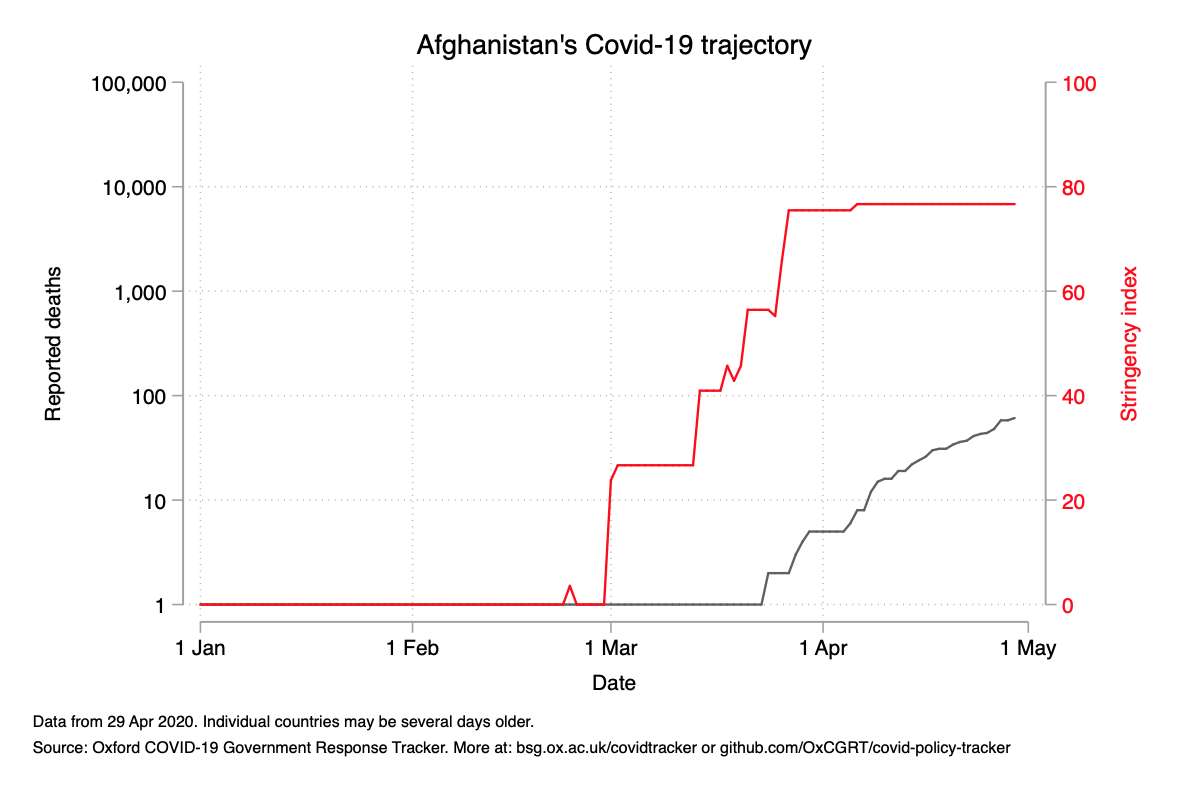 Afghanistan's Covid-19 trajectory
100,000
10,000
1,000
100
10
1
Reported deaths
100
80
60
40
20
0
Stringency index
1 Jan
1 Feb
1 Mar
1 Apr
1 May
Date
Data from 29 Apr 2020. Individual countries may be several days older.
Source: Oxford COVID-19 Government Response Tracker. More at: bsg.ox.ac.uk/covidtracker or github.com/OxCGRT/covid-policy-tracker